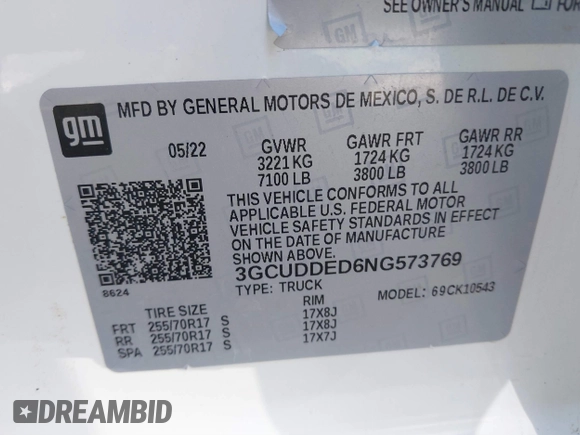 SEE OWNER'S MANUAL FOR
GM
gm
MFD BY GENERAL MOTORS DE MEXICO, S. DE R.L. DE C.V.
05/22 GVWR GAWR FRT GAWR RR
3221 KG 1724 KG 1724 KG
7100 LB 3800 LB 3800 LB
THIS VEHICLE CONFORMS TO ALL
APPLICABLE U.S. FEDERAL MOTOR
VEHICLE SAFETY STANDARDS IN EFFECT
ON THE DATE OF MANUFACTURE
SHOWN ABOVE.
3GCUDDED6NG573769
8624
TYPE: TRUCK MODEL: 69CK10543
TIRE SIZE RIM
FRT 255/70R17 S 17X8J
RR 255/70R17 S 17X8J
SPA 255/70R17 S 17X7J
DREAMBID